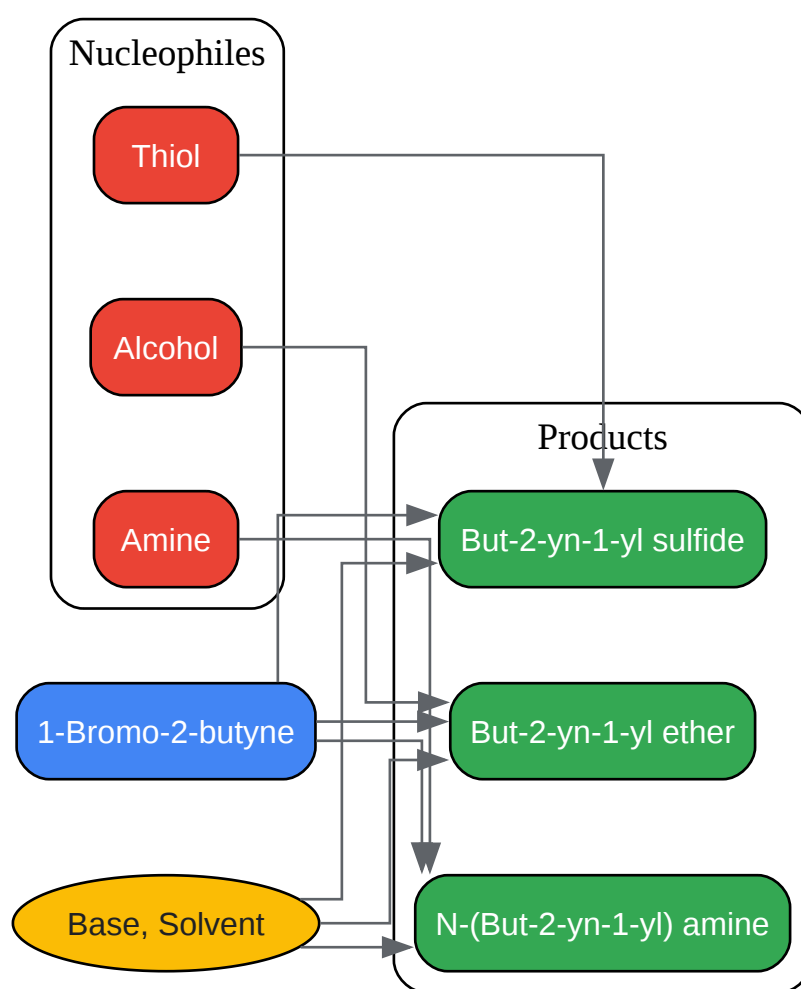 Nucleophiles
Thiol
Alcohol
Amine
Products
But-2-yn-1-yl sulfide
1-Bromo-2-butyne
But-2-yn-1-yl ether
Base, Solvent
N-(But-2-yn-1-yl) amine